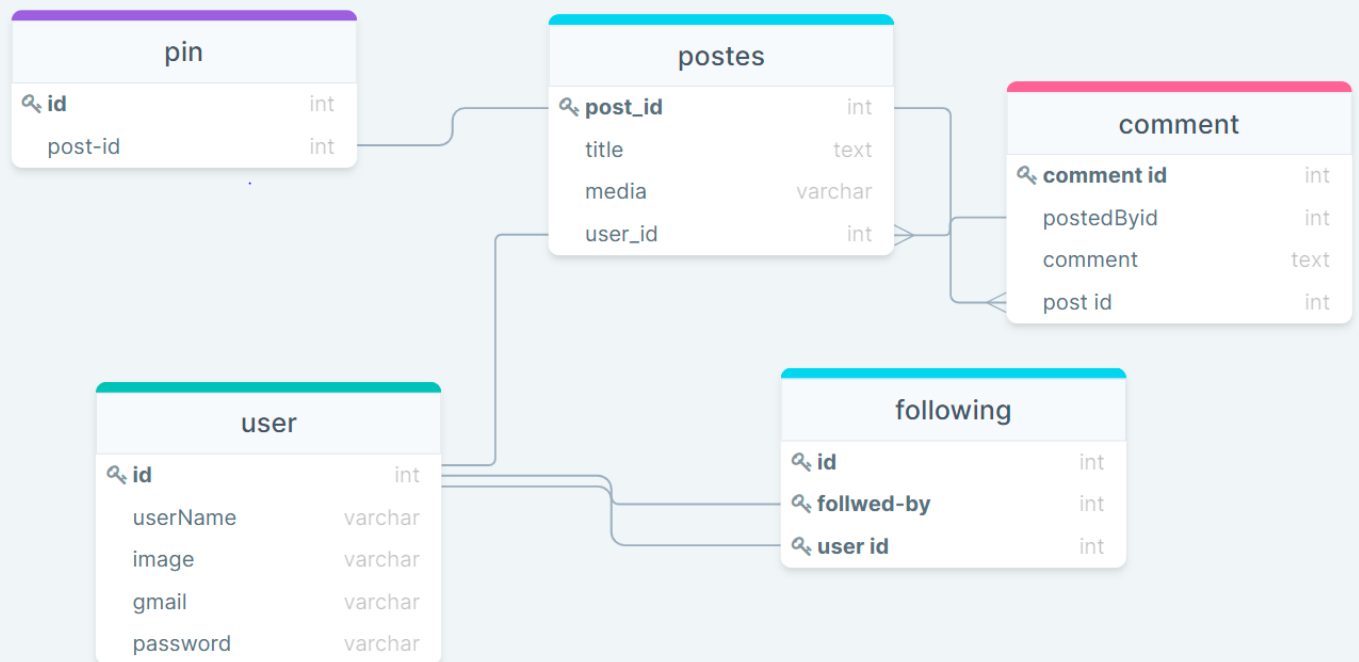 pin
id int
post-id int
postes
post_id int
title text
media varchar
user_id int
comment
comment id int
postedByid int
comment text
post id int
user
id int
userName varchar
image varchar
gmail varchar
password varchar
following
id int
follwed-by int
user id int